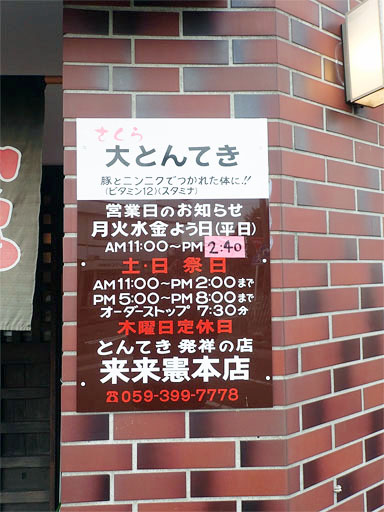 さくら
大とんてき
豚とニンニクでつかれた体に!!
(ビタミン12)(スタミナ)
営業日のお知らせ
月火水金よう日(平日)
AM11:00〜PM2:40
土・日 祭日
AM11:00〜PM2:00まで
PM5:00〜PM8:00まで
オーダーストップ 7:30分
木曜日定休日
とんてき 発祥の店
来来憲本店
☎059-399-7778